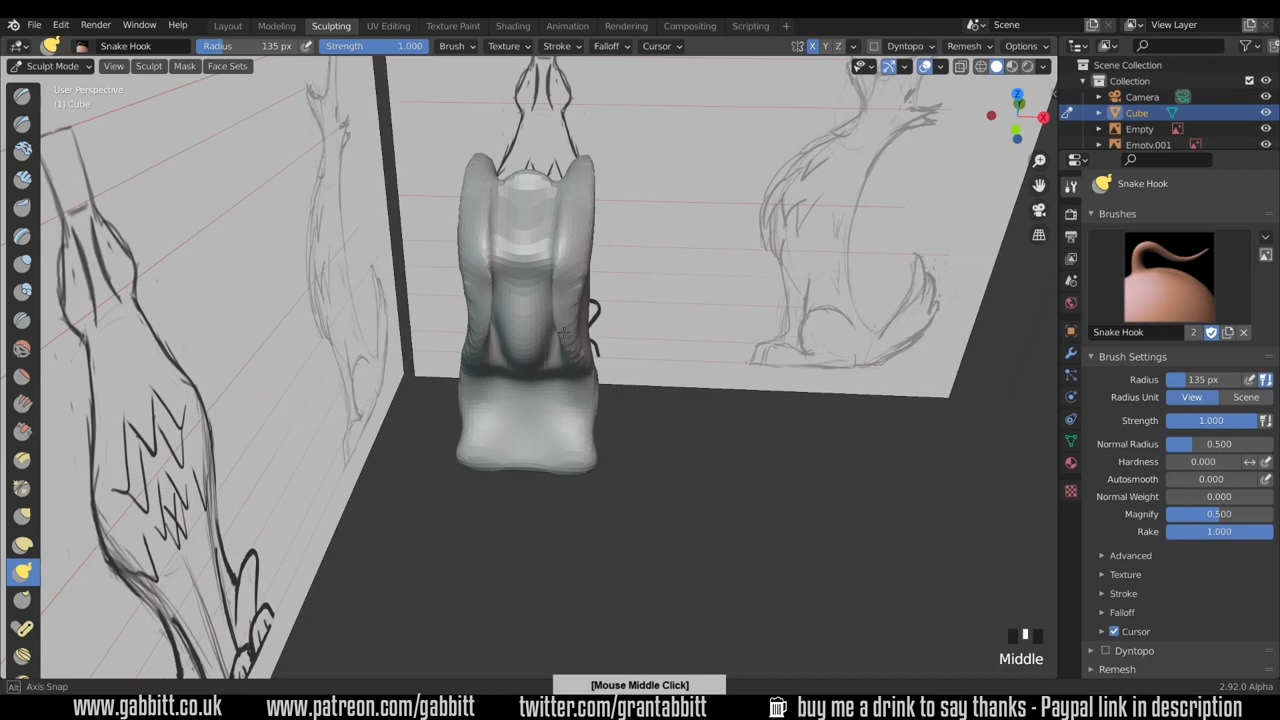 File Edit Render Window Help Layout Modeling Sculpting UV Editing Texture Paint Shading Animation Rendering Compositing Scripting + Scene View Layer
Snake Hook Radius 135 px Strength 1.000 Brush Texture Stroke Falloff Cursor X Y Z Dyntopo Remesh Options
Sculpt Mode View Sculpt Mask Face Sets
User Perspective
(1) Cube
Z
Y
X
Scene Collection
Collection
Camera
Cube
Empty
Empty.001
Snake Hook
Brushes
Snake Hook 2
Brush Settings
Radius 135 px
Radius Unit View Scene
Strength 1.000
Normal Radius 0.500
Hardness 0.000
Autosmooth 0.000
Normal Weight 0.000
Magnify 0.500
Rake 1.000
Advanced
Texture
Stroke
Falloff
Cursor
Dyntopo
Remesh
Middle
Alt Axis Snap
[Mouse Middle Click]
2.92.0 Alpha
www.gabbitt.co.uk www.patreon.com/gabbitt twitter.com/grantabbitt buy me a drink to say thanks - Paypal link in description